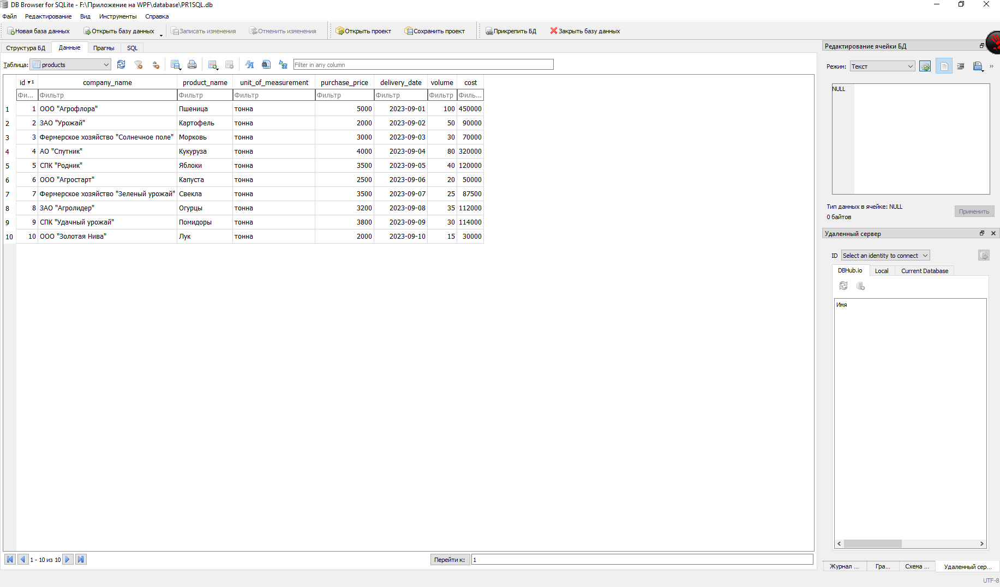 DB Browser for SQLite - F:\Приложение на WPF\database\PR1SQL.db
Файл Редактирование Вид Инструменты Справка
Новая база данных Открыть базу данных Записать изменения Отменить изменения Открыть проект Сохранить проект Прикрепить БД Закрыть базу данных
Структура БД Данные Прагмы SQL
Таблица: products Filter in any column
id 1 company_name product_name unit_of_measurement purchase_price delivery_date volume cost
Фи... Фильтр Фильтр Фильтр Фильтр Фильтр Фильтр Филь...
1 1 ООО "Агрофлора" Пшеница тонна 5000 2023-09-01 100 450000
2 2 ЗАО "Урожай" Картофель тонна 2000 2023-09-02 50 90000
3 3 Фермерское хозяйство "Солнечное поле" Морковь тонна 3000 2023-09-03 30 70000
4 4 АО "Спутник" Кукуруза тонна 4000 2023-09-04 80 320000
5 5 СПК "Родник" Яблоки тонна 3500 2023-09-05 40 120000
6 6 ООО "Агростарт" Капуста тонна 2500 2023-09-06 20 50000
7 7 Фермерское хозяйство "Зеленый урожай" Свекла тонна 3500 2023-09-07 25 87500
8 8 ЗАО "Агролидер" Огурцы тонна 3200 2023-09-08 35 112000
9 9 СПК "Удачный урожай" Помидоры тонна 3800 2023-09-09 30 114000
10 10 ООО "Золотая Нива" Лук тонна 2000 2023-09-10 15 30000
1 - 10 из 10 Перейти к: 1
Редактирование ячейки БД
Режим: Текст
NULL
Тип данных в ячейке: NULL
0 байтов
Применить
Удаленный сервер
ID Select an identity to connect
DBHub.io Local Current Database
Имя
Журнал ... Гра... Схема ... Удаленный сер...
UTF-8